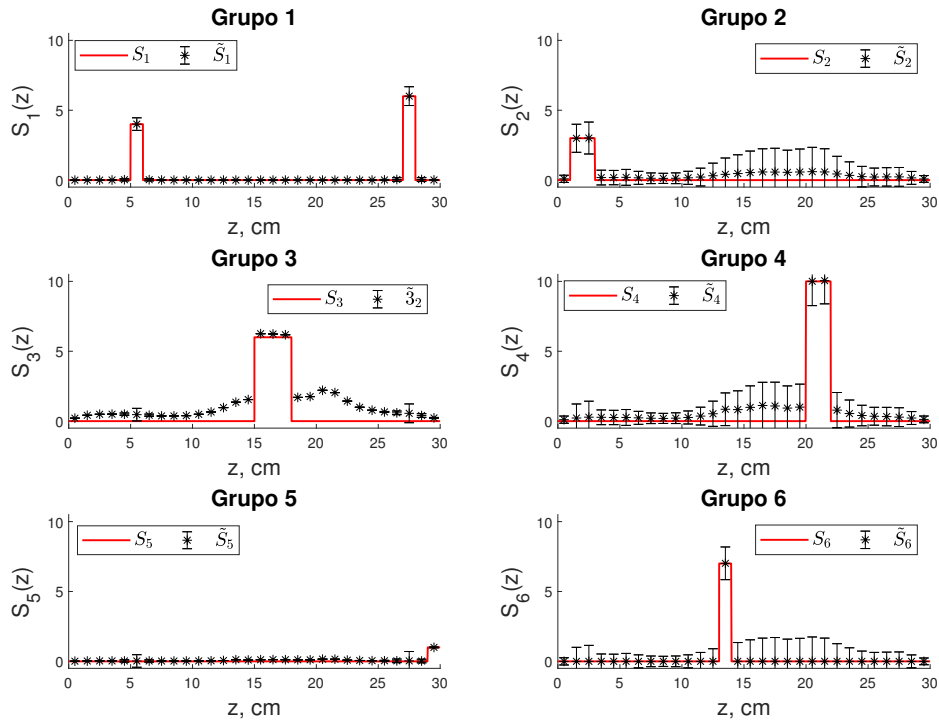 Grupo 1
10
5
0
S₁ S̃₁
S₁(z)
0 5 10 15 20 25 30
z, cm
Grupo 2
10
5
0
S₂ S̃₂
S₂(z)
0 5 10 15 20 25 30
z, cm
Grupo 3
10
5
0
S₃ 3̃₂
S₃(z)
0 5 10 15 20 25 30
z, cm
Grupo 4
10
5
0
S₄ S̃₄
S₄(z)
0 5 10 15 20 25 30
z, cm
Grupo 5
10
5
0
S₅ S̃₅
S₅(z)
0 5 10 15 20 25 30
z, cm
Grupo 6
10
5
0
S₆ S̃₆
S₆(z)
0 5 10 15 20 25 30
z, cm